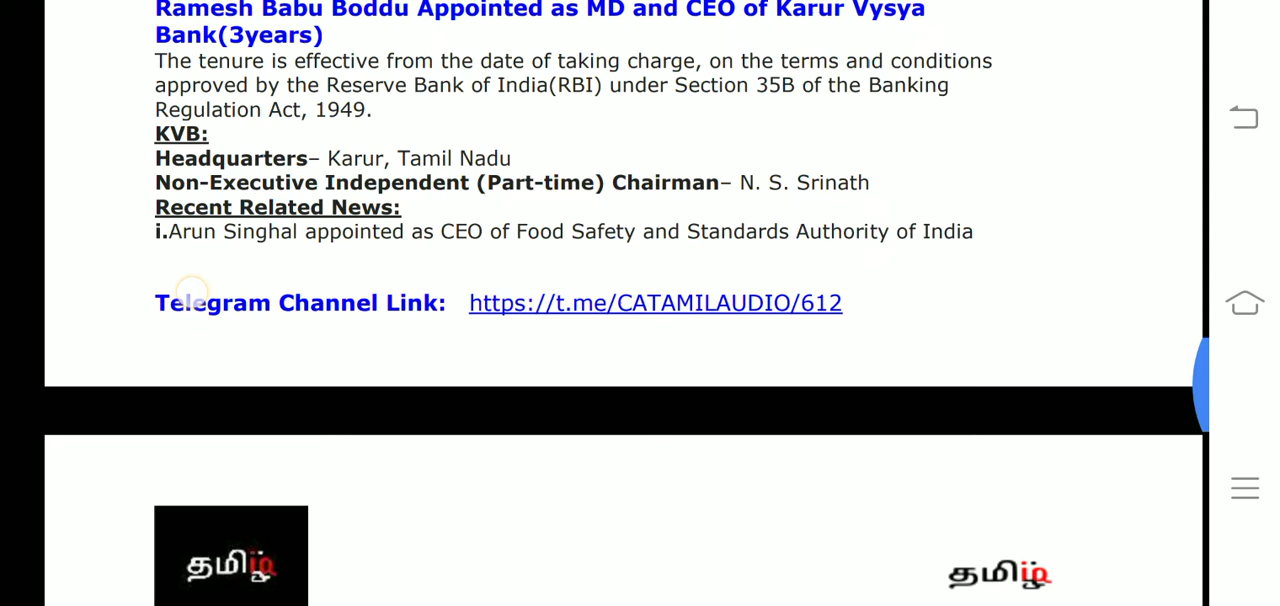 Ramesh Babu Boddu Appointed as MD and CEO of Karur Vysya
Bank(3years)
The tenure is effective from the date of taking charge, on the terms and conditions
approved by the Reserve Bank of India(RBI) under Section 35B of the Banking
Regulation Act, 1949.
KVB:
Headquarters– Karur, Tamil Nadu
Non-Executive Independent (Part-time) Chairman– N. S. Srinath
Recent Related News:
i.Arun Singhal appointed as CEO of Food Safety and Standards Authority of India
Telegram Channel Link: https://t.me/CATAMILAUDIO/612
தமிழ்
தமிழ்